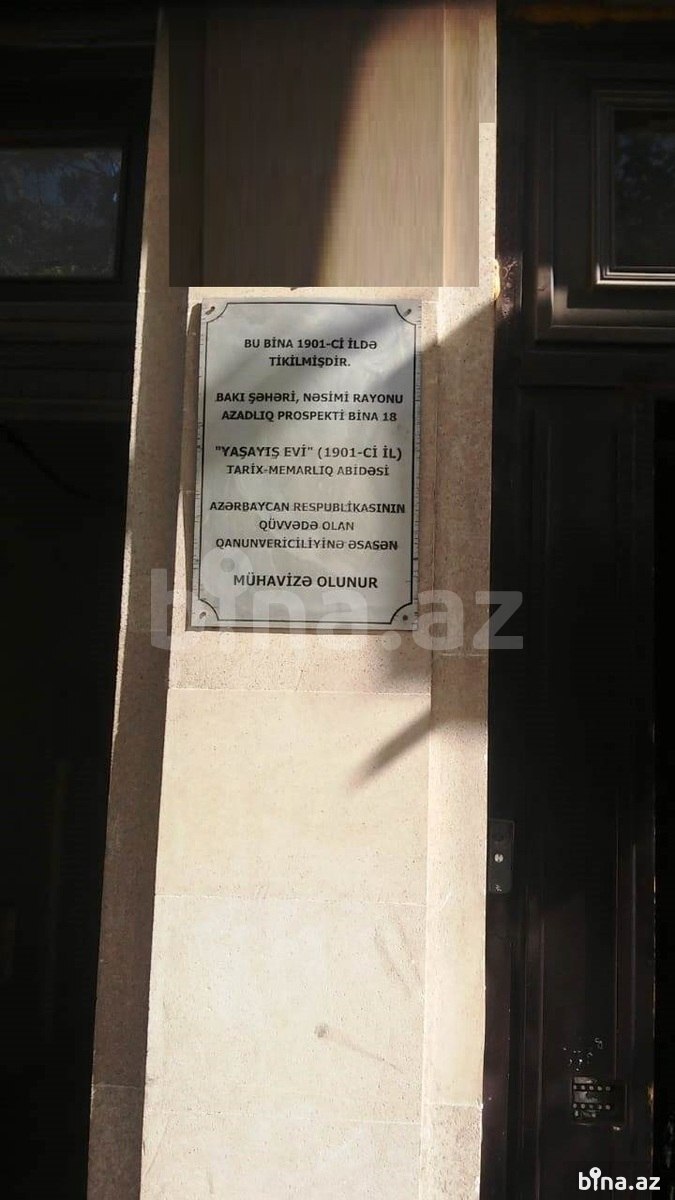 BU BİNA 1901-Cİ İLDƏ
TİKİLMİŞDİR.
BAKI ŞƏHƏRİ, NƏSİMİ RAYONU
AZADLIQ PROSPEKTİ BİNA 18
"YAŞAYIŞ EVİ" (1901-Cİ İL)
TARİX-MEMARLIQ ABİDƏSİ
AZƏRBAYCAN RESPUBLİKASININ
QÜVVƏDƏ OLAN
QANUNVERİCİLİYİNƏ ƏSASƏN
MÜHAVİZƏ OLUNUR
bina.az
bina.az